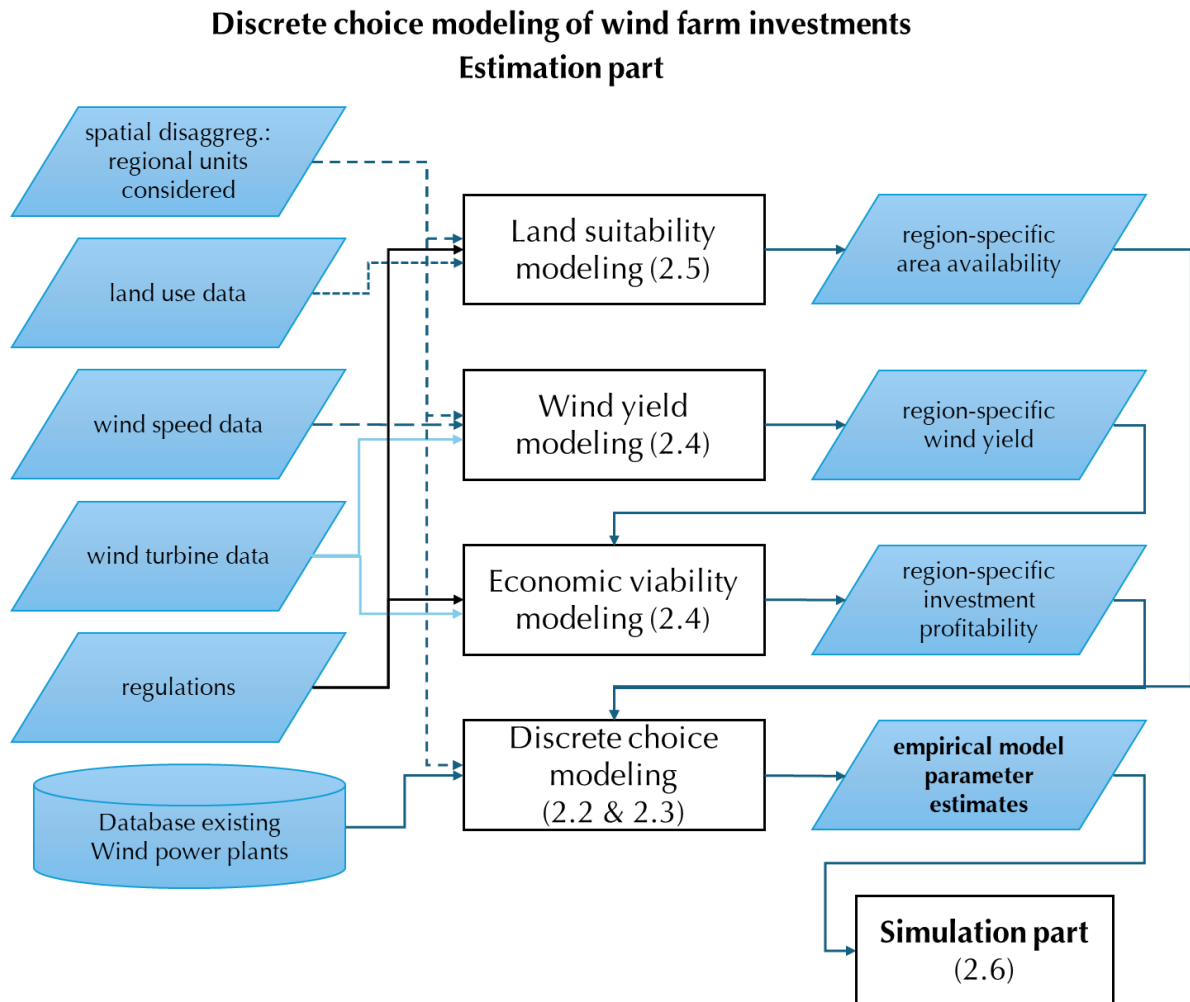 Discrete choice modeling of wind farm investments
Estimation part
spatial disaggreg.:
regional units
considered
land use data
wind speed data
wind turbine data
regulations
Database existing
Wind power plants
Land suitability
modeling (2.5)
Wind yield
modeling (2.4)
Economic viability
modeling (2.4)
Discrete choice
modeling
(2.2 & 2.3)
region-specific
area availability
region-specific
wind yield
region-specific
investment
profitability
empirical model
parameter
estimates
Simulation part
(2.6)